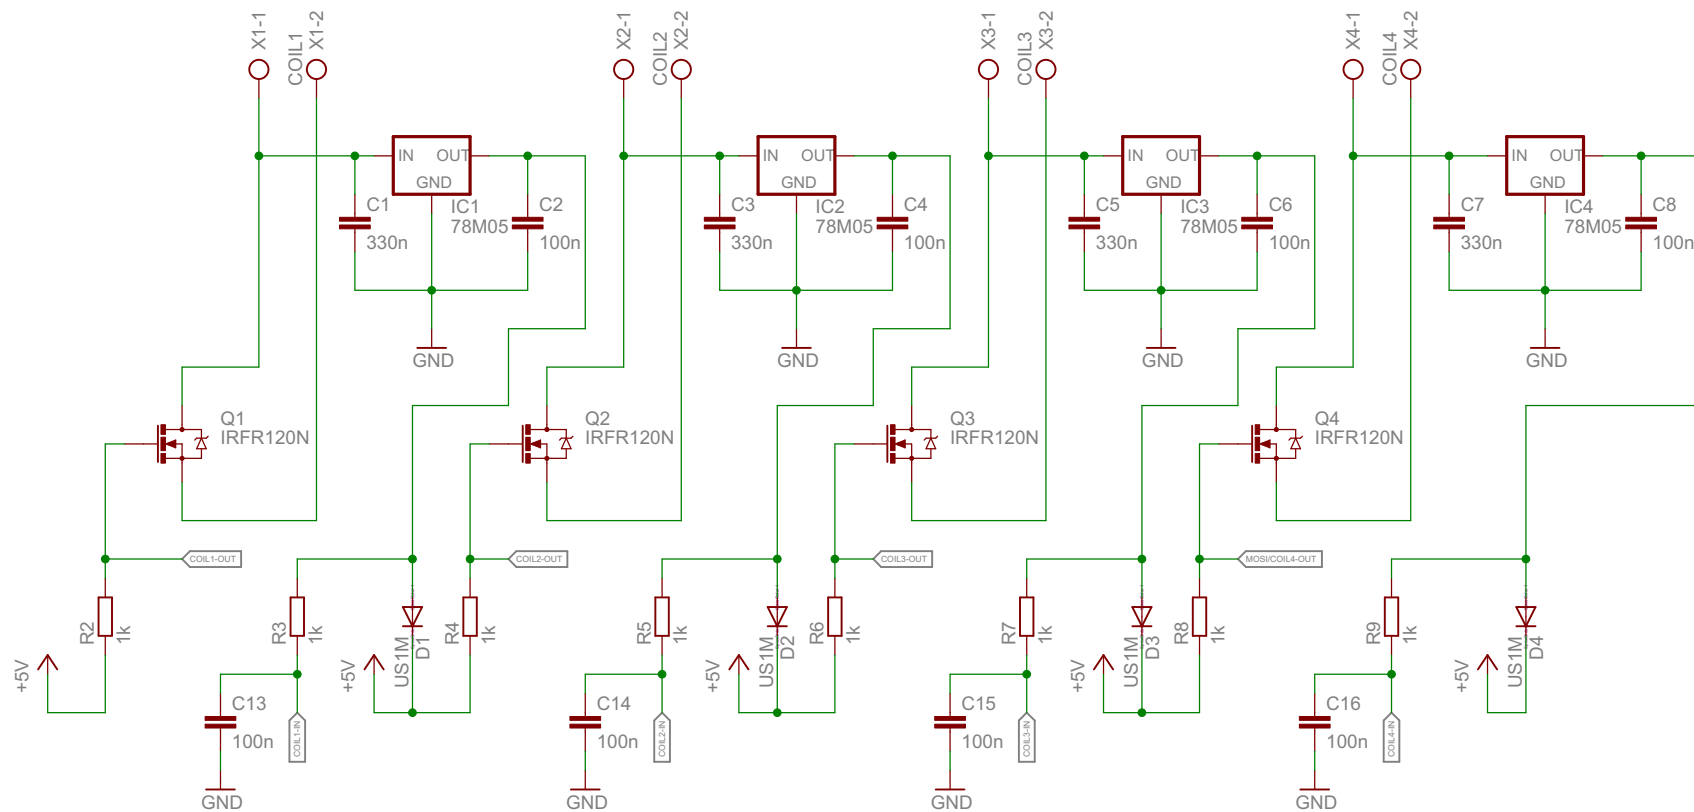 X1-1
COIL1
X1-2
X2-1
COIL2
X2-2
X3-1
COIL3
X3-2
X4-1
COIL4
X4-2
IN OUT
GND
IC1
78M05
C1
330n
C2
100n
GND
IN OUT
GND
IC2
78M05
C3
330n
C4
100n
GND
IN OUT
GND
IC3
78M05
C5
330n
C6
100n
GND
IN OUT
GND
IC4
78M05
C7
330n
C8
100n
GND
Q1
IRFR120N
Q2
IRFR120N
Q3
IRFR120N
Q4
IRFR120N
COIL1-OUT
COIL2-OUT
COIL3-OUT
MOSI/COIL4-OUT
R2
1k
+5V
R3
1k
+5V
US1M
D1
R4
1k
R5
1k
+5V
US1M
D2
R6
1k
R7
1k
+5V
US1M
D3
R8
1k
R9
1k
+5V
US1M
D4
C13
100n
COIL1-IN
GND
C14
100n
COIL2-IN
GND
C15
100n
COIL3-IN
GND
C16
100n
COIL4-IN
GND